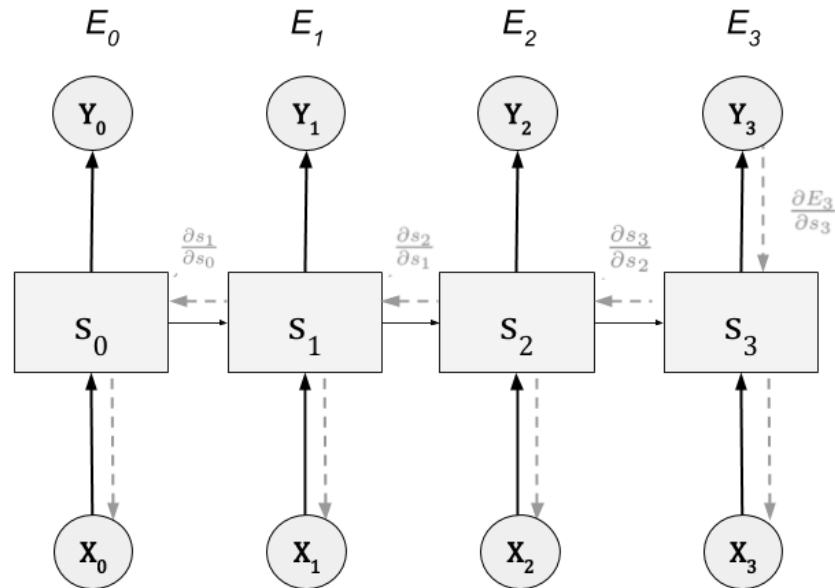 E₀ E₁ E₂ E₃
Y₀ Y₁ Y₂ Y₃
∂s₁/∂s₀ ∂s₂/∂s₁ ∂s₃/∂s₂ ∂E₃/∂s₃
S₀ S₁ S₂ S₃
X₀ X₁ X₂ X₃